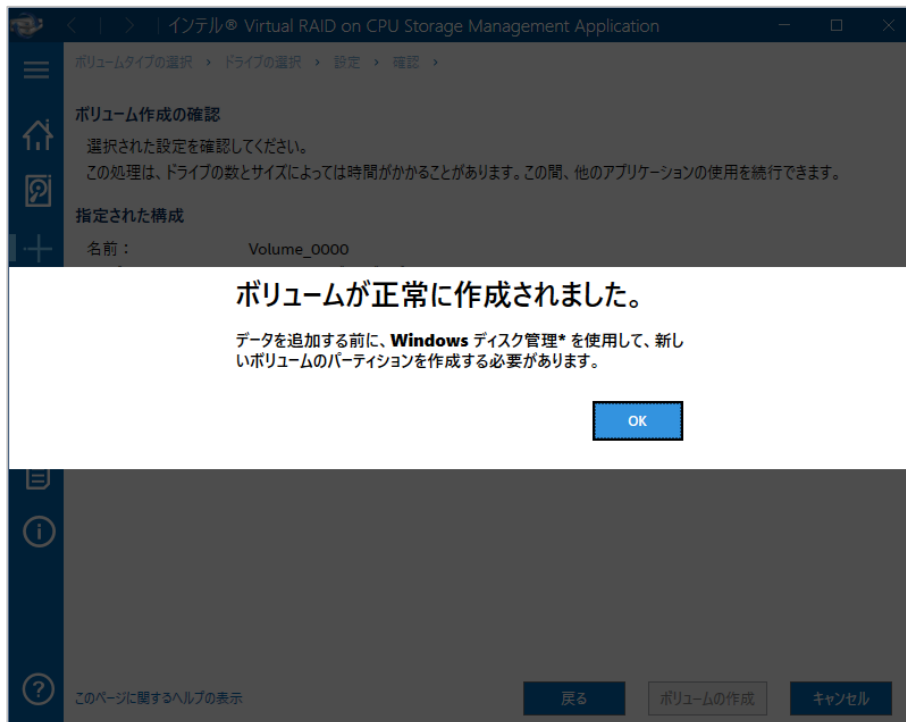 インテル® Virtual RAID on CPU Storage Management Application
ボリュームタイプの選択 › ドライブの選択 › 設定 › 確認 ›
ボリューム作成の確認
選択された設定を確認してください。
この処理は、ドライブの数とサイズによっては時間がかかることがあります。この間、他のアプリケーションの使用を続行できます。
指定された構成
名前： Volume_0000
ボリュームが正常に作成されました。
データを追加する前に、Windows ディスク管理* を使用して、新し
いボリュームのパーティションを作成する必要があります。
OK
このページに関するヘルプの表示
戻る
ボリュームの作成
キャンセル